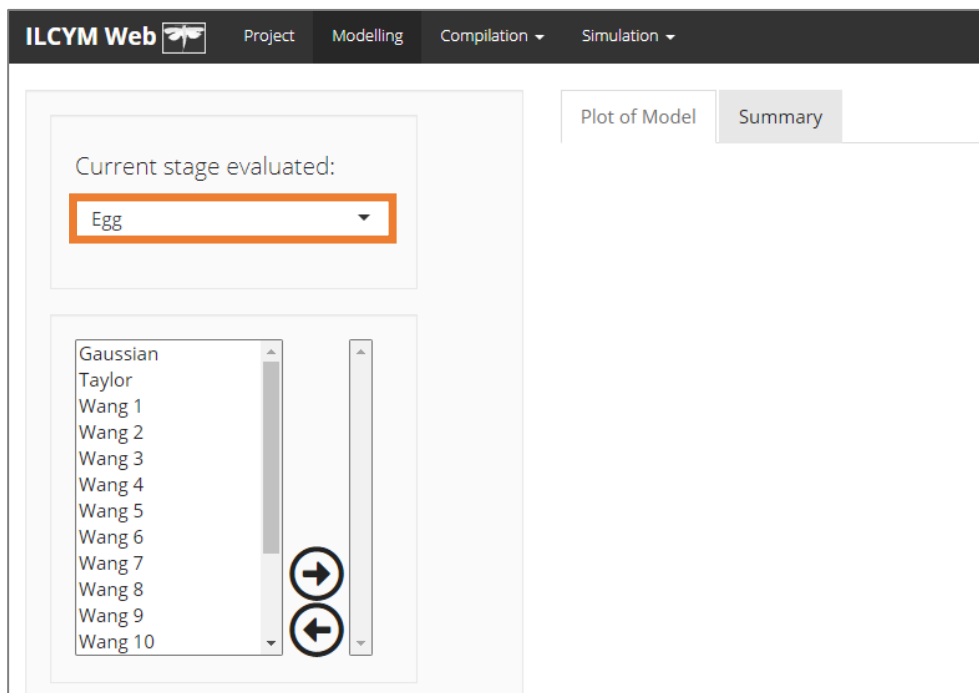 ILCYM Web Project Modelling Compilation Simulation
Plot of Model Summary
Current stage evaluated:
Egg
Gaussian
Taylor
Wang 1
Wang 2
Wang 3
Wang 4
Wang 5
Wang 6
Wang 7
Wang 8
Wang 9
Wang 10